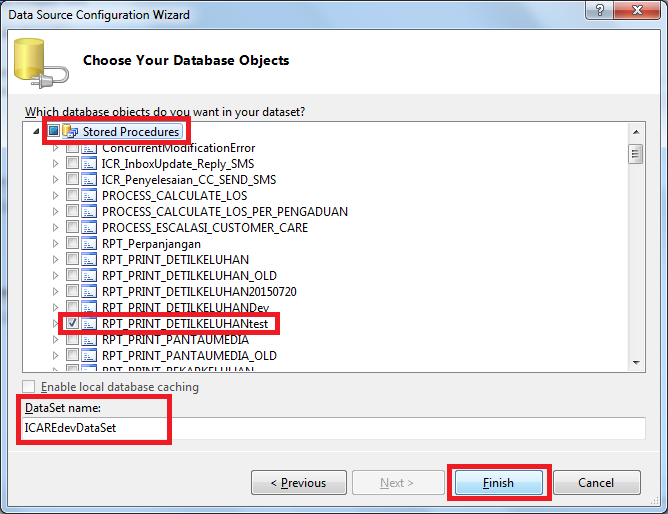 Data Source Configuration Wizard
Choose Your Database Objects
Which database objects do you want in your dataset?
Stored Procedures
ConcurrentModificationError
ICR_InboxUpdate_Reply_SMS
ICR_Penyelesaian_CC_SEND_SMS
PROCESS_CALCULATE_LOS
PROCESS_CALCULATE_LOS_PER_PENGADUAN
PROCESS_ESCALASI_CUSTOMER_CARE
RPT_Perpanjangan
RPT_PRINT_DETILKELUHAN
RPT_PRINT_DETILKELUHAN_OLD
RPT_PRINT_DETILKELUHAN20150720
RPT_PRINT_DETILKELUHANDev
RPT_PRINT_DETILKELUHANtest
RPT_PRINT_PANTAUMEDIA
RPT_PRINT_PANTAUMEDIA_OLD
RPT_PRINT_REKAPKELUHAN
Enable local database caching
DataSet name:
ICAREdevDataSet
< Previous
Next >
Finish
Cancel